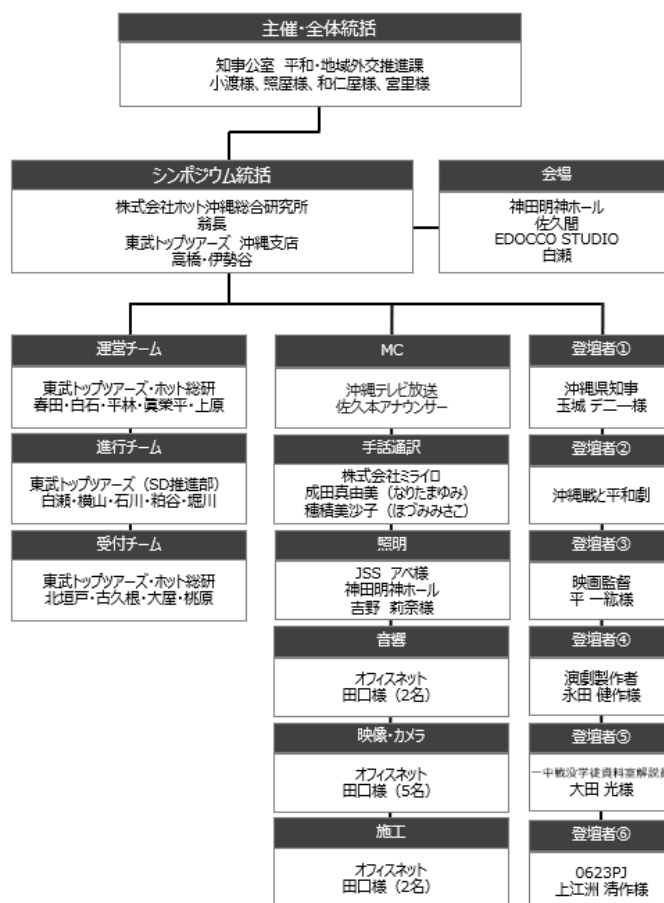 主催・全体統括
知事公室 平和・地域外交推進課
小渡様、照屋様、和仁屋様、宮里様
シンポジウム統括
株式会社ホット沖縄総合研究所
翁長
東武トップツアーズ 沖縄支店
高橋・伊勢谷
会場
神田明神ホール
佐久間
EDOCCO STUDIO
白瀬
運営チーム
東武トップツアーズ・ホット総研
春田・白石・平林・眞榮平・上原
進行チーム
東武トップツアーズ（SD推進部）
白瀬・横山・石川・粕谷・堀川
受付チーム
東武トップツアーズ・ホット総研
北垣戸・古久根・大屋・桃原
MC
沖縄テレビ放送
佐久本アナウンサー
手話通訳
株式会社ミライロ
成田真由美（なりたまゆみ）
穂積美沙子（ほづみみさこ）
照明
JSS アベ様
神田明神ホール
吉野 莉奈様
音響
オフィスネット
田口様（2名）
映像・カメラ
オフィスネット
田口様（5名）
施工
オフィスネット
田口様（2名）
登壇者①
沖縄県知事
玉城 デニー様
登壇者②
沖縄戦と平和劇
登壇者③
映画監督
平 一紘様
登壇者④
演劇製作者
永田 健作様
登壇者⑤
一中戦没学徒資料室解説員
大田 光様
登壇者⑥
0623PJ
上江洲 清作様